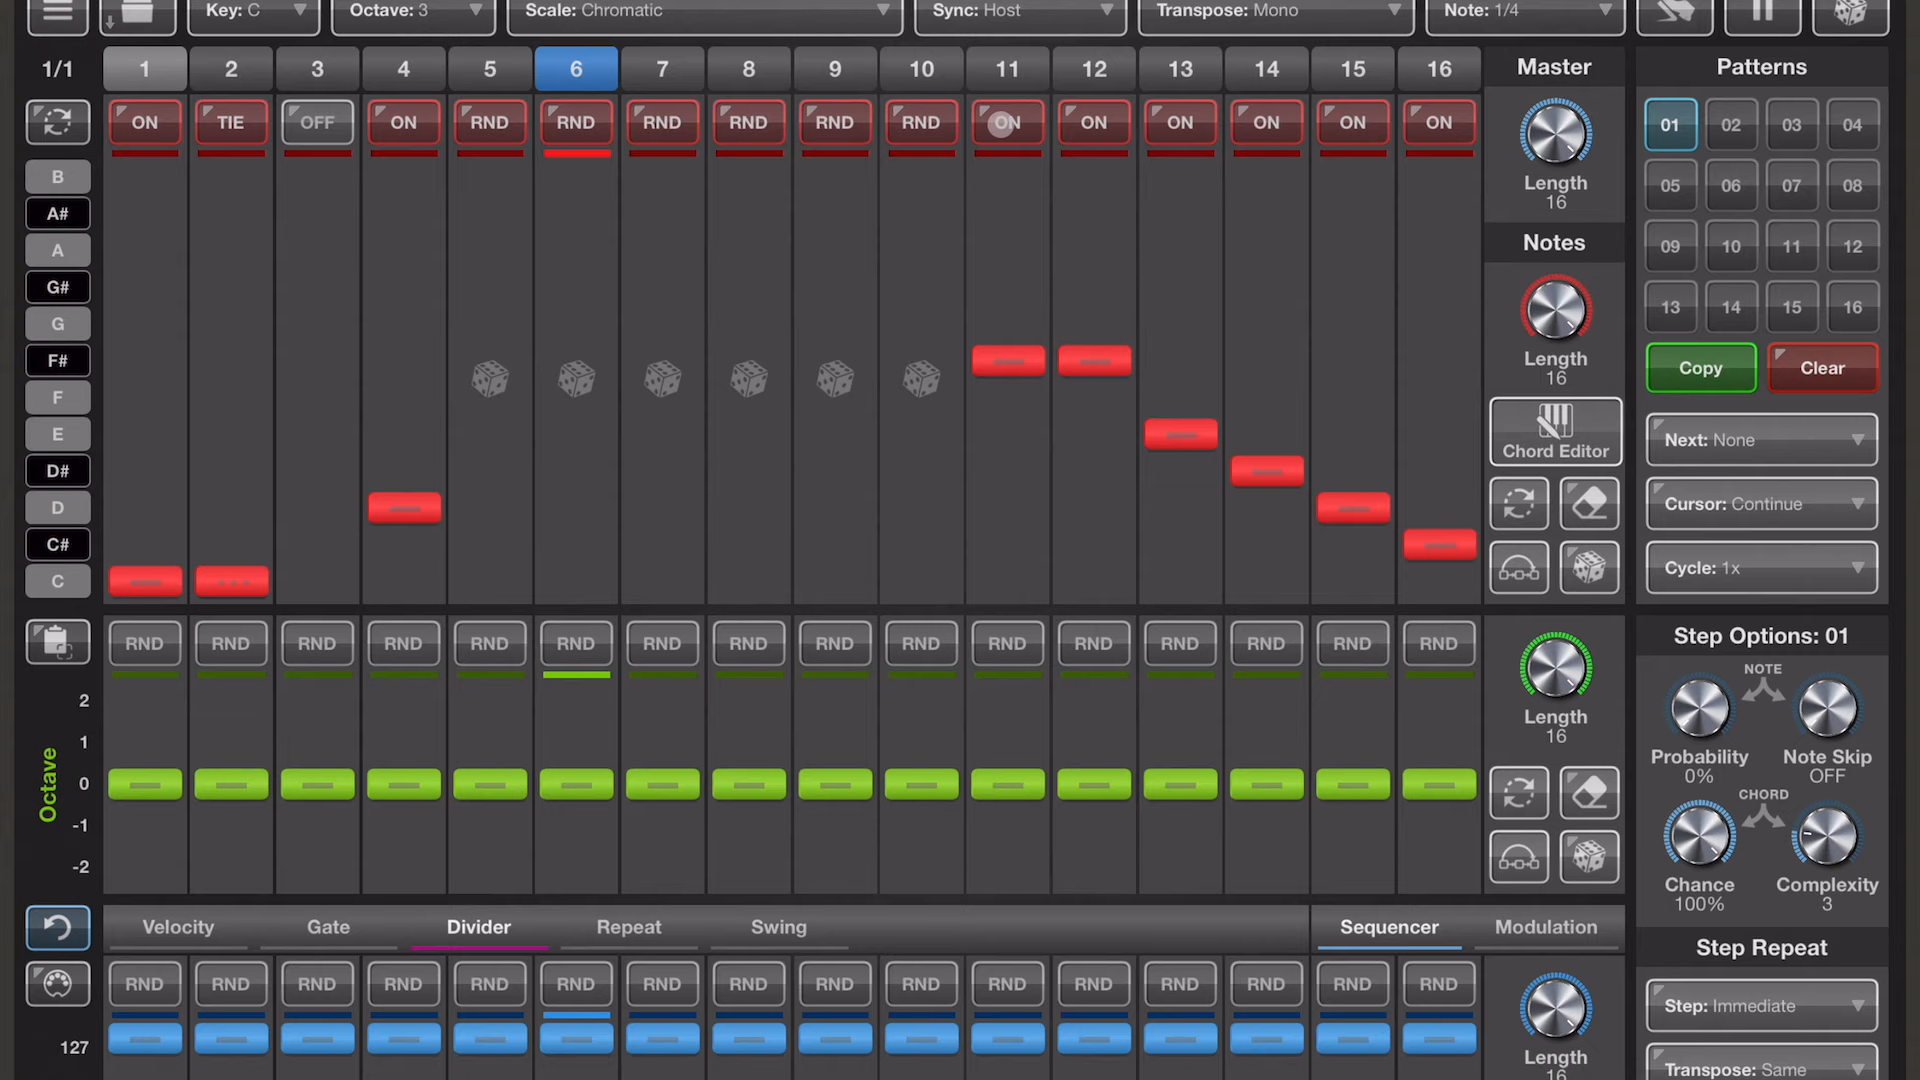 Key: C
Octave: 3
Scale: Chromatic
Sync: Host
Transpose: Mono
Note: 1/4
1/1
1 2 3 4 5 6 7 8 9 10 11 12 13 14 15 16
Master
Patterns
ON TIE OFF ON RND RND RND RND RND RND ON ON ON ON ON ON
01 02 03 04
B
A#
A
G#
G
F#
F
E
D#
D
C#
C
Length
16
Notes
Length
16
Chord Editor
05 06 07 08
09 10 11 12
13 14 15 16
Copy
Clear
Next: None
Cursor: Continue
Cycle: 1x
RND RND RND RND RND RND RND RND RND RND RND RND RND RND RND RND
Octave
2
1
0
-1
-2
Length
16
Step Options: 01
NOTE
Probability
0%
Note Skip
OFF
CHORD
Chance
100%
Complexity
3
Velocity
Gate
Divider
Repeat
Swing
Sequencer
Modulation
Step Repeat
RND RND RND RND RND RND RND RND RND RND RND RND RND RND RND RND
127
Length
16
Step: Immediate
Transpose: Same